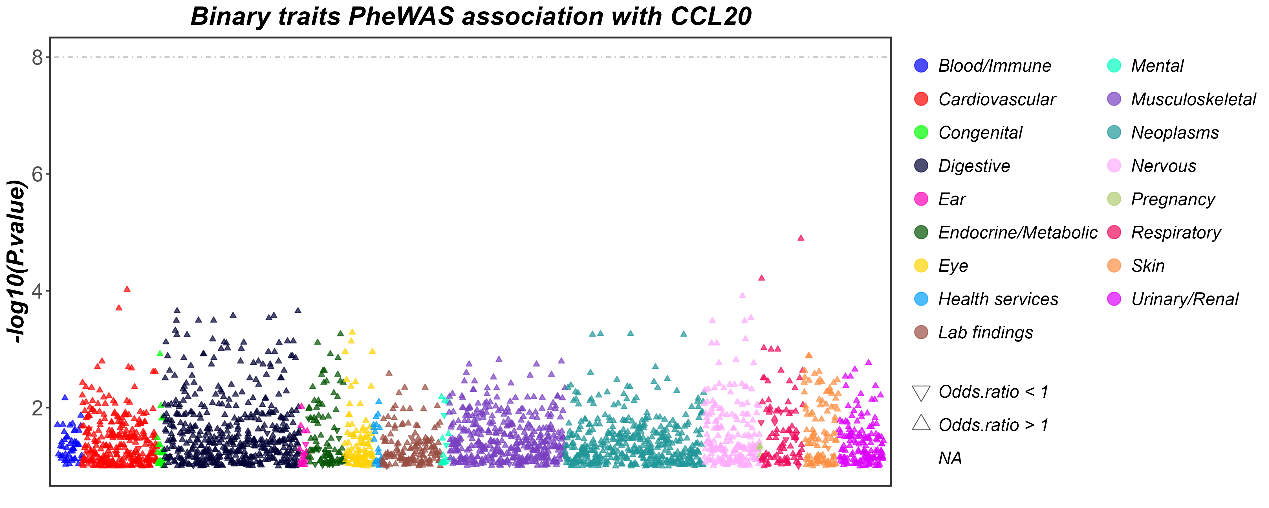 Binary traits PheWAS association with CCL20
-log10(P.value)
8
6
4
2
Blood/Immune
Cardiovascular
Congenital
Digestive
Ear
Endocrine/Metabolic
Eye
Health services
Lab findings
Mental
Musculoskeletal
Neoplasms
Nervous
Pregnancy
Respiratory
Skin
Urinary/Renal
Odds.ratio < 1
Odds.ratio > 1
NA